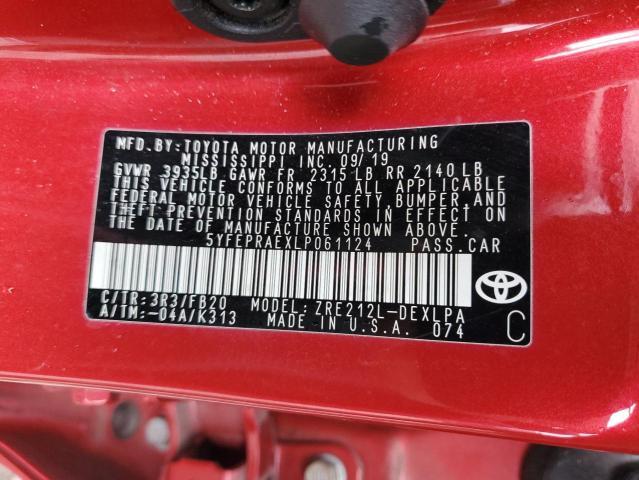 MFD. BY: TOYOTA MOTOR MANUFACTURING
MISSISSIPPI INC. 09/19
GVWR 3935LB GAWR FR 2315 LB RR 2140 LB
THIS VEHICLE CONFORMS TO ALL APPLICABLE
FEDERAL MOTOR VEHICLE SAFETY,BUMPER,AND
THEFT PREVENTION STANDARDS IN EFFECT ON
THE DATE OF MANUFACTURE SHOWN ABOVE.
5YFEPRAEXLP061124 PASS.CAR
C/TR:3R3/FB20 MODEL: ZRE212L-DEXLPA
A/TM:-04A/K313 MADE IN U.S.A. 074
C